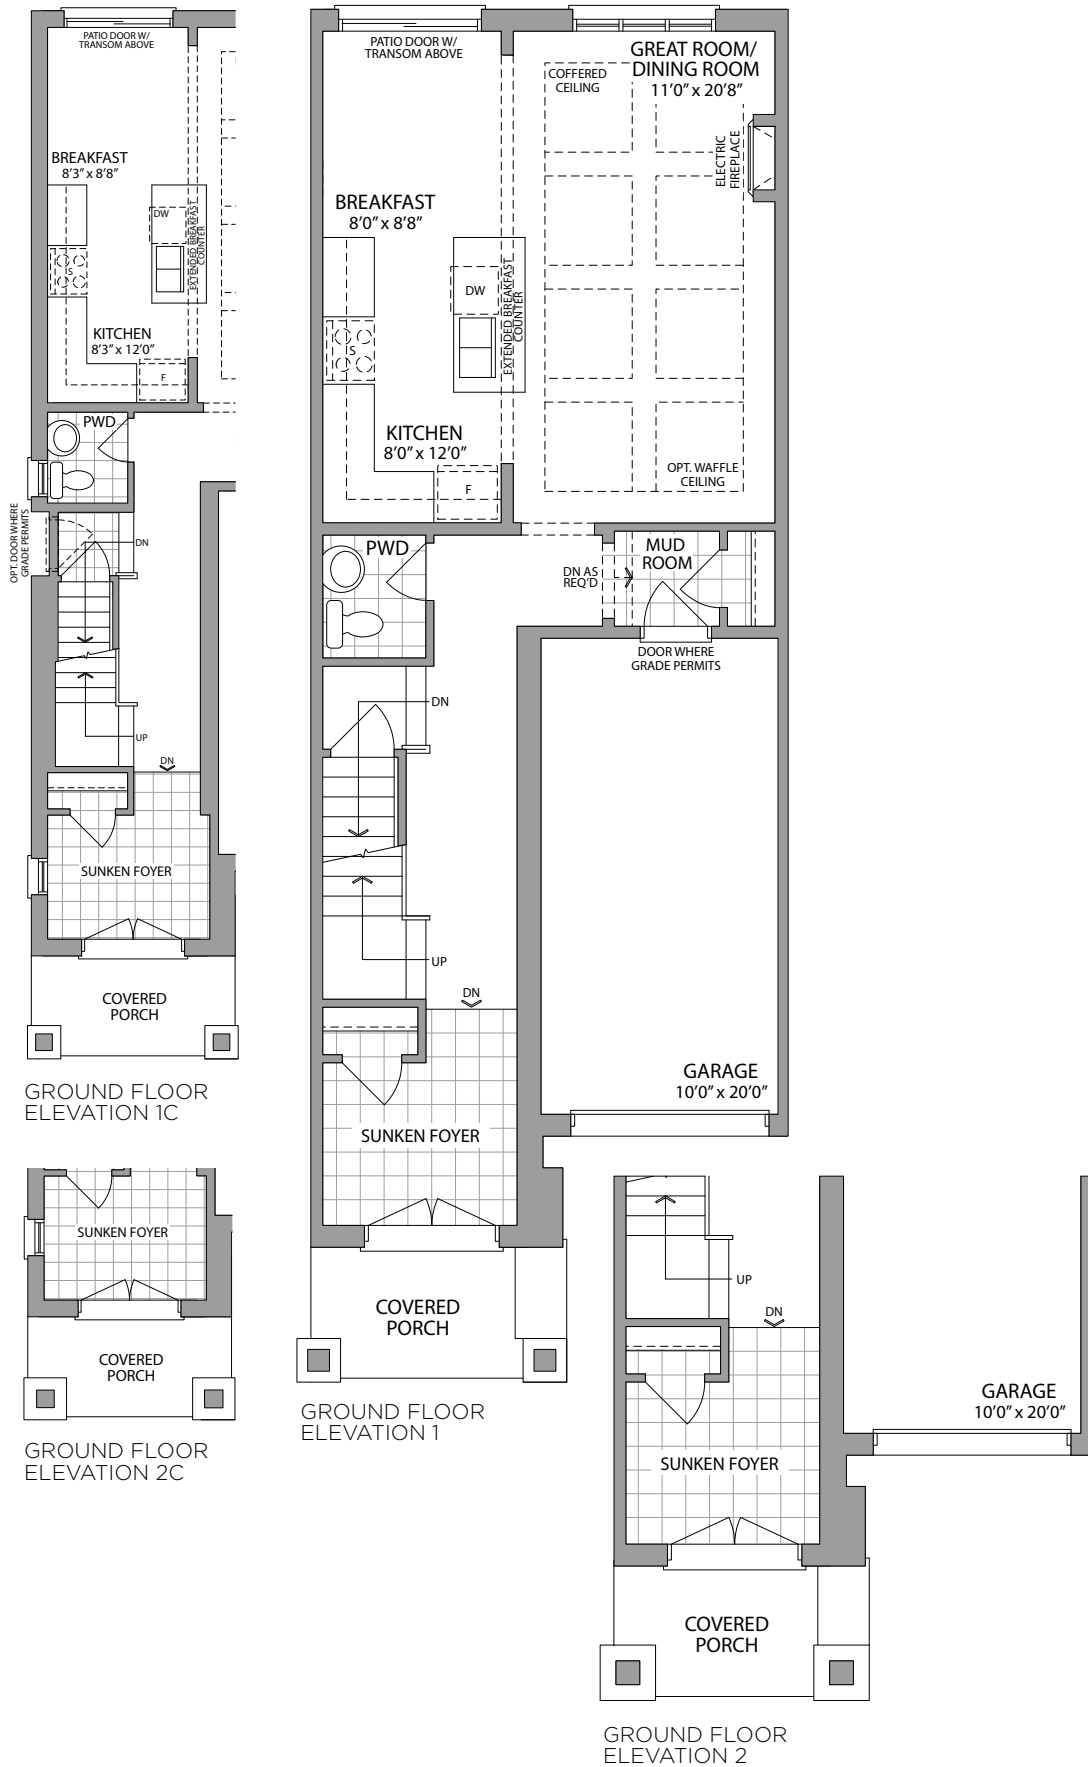 PATIO DOOR W/
TRANSOM ABOVE
BREAKFAST
8'3" x 8'8"
DW
EXTENDED BREAKFAST
COUNTER
S
KITCHEN
8'3" x 12'0"
F
PWD
OPT. DOOR WHERE
GRADE PERMITS
DN
UP
DN
SUNKEN FOYER
COVERED
PORCH
GROUND FLOOR
ELEVATION 1C
PATIO DOOR W/
TRANSOM ABOVE
GREAT ROOM/
DINING ROOM
11'0" x 20'8"
COFFERED
CEILING
ELECTRIC
FIREPLACE
BREAKFAST
8'0" x 8'8"
DW
EXTENDED BREAKFAST
COUNTER
S
KITCHEN
8'0" x 12'0"
F
OPT. WAFFLE
CEILING
PWD
MUD
ROOM
DN AS
REQ'D
DOOR WHERE
GRADE PERMITS
DN
UP
DN
GARAGE
10'0" x 20'0"
SUNKEN FOYER
COVERED
PORCH
GROUND FLOOR
ELEVATION 1
SUNKEN FOYER
COVERED
PORCH
GROUND FLOOR
ELEVATION 2C
UP
DN
GARAGE
10'0" x 20'0"
SUNKEN FOYER
COVERED
PORCH
GROUND FLOOR
ELEVATION 2